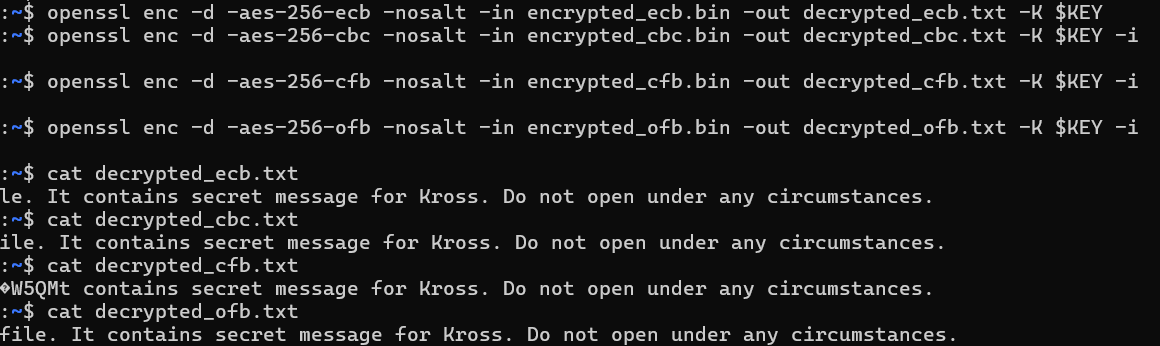 :~$ openssl enc -d -aes-256-ecb -nosalt -in encrypted_ecb.bin -out decrypted_ecb.txt -K $KEY
:~$ openssl enc -d -aes-256-cbc -nosalt -in encrypted_cbc.bin -out decrypted_cbc.txt -K $KEY -i
:~$ openssl enc -d -aes-256-cfb -nosalt -in encrypted_cfb.bin -out decrypted_cfb.txt -K $KEY -i
:~$ openssl enc -d -aes-256-ofb -nosalt -in encrypted_ofb.bin -out decrypted_ofb.txt -K $KEY -i
:~$ cat decrypted_ecb.txt
le. It contains secret message for Kross. Do not open under any circumstances.
:~$ cat decrypted_cbc.txt
ile. It contains secret message for Kross. Do not open under any circumstances.
:~$ cat decrypted_cfb.txt
�W5QMt contains secret message for Kross. Do not open under any circumstances.
:~$ cat decrypted_ofb.txt
file. It contains secret message for Kross. Do not open under any circumstances.